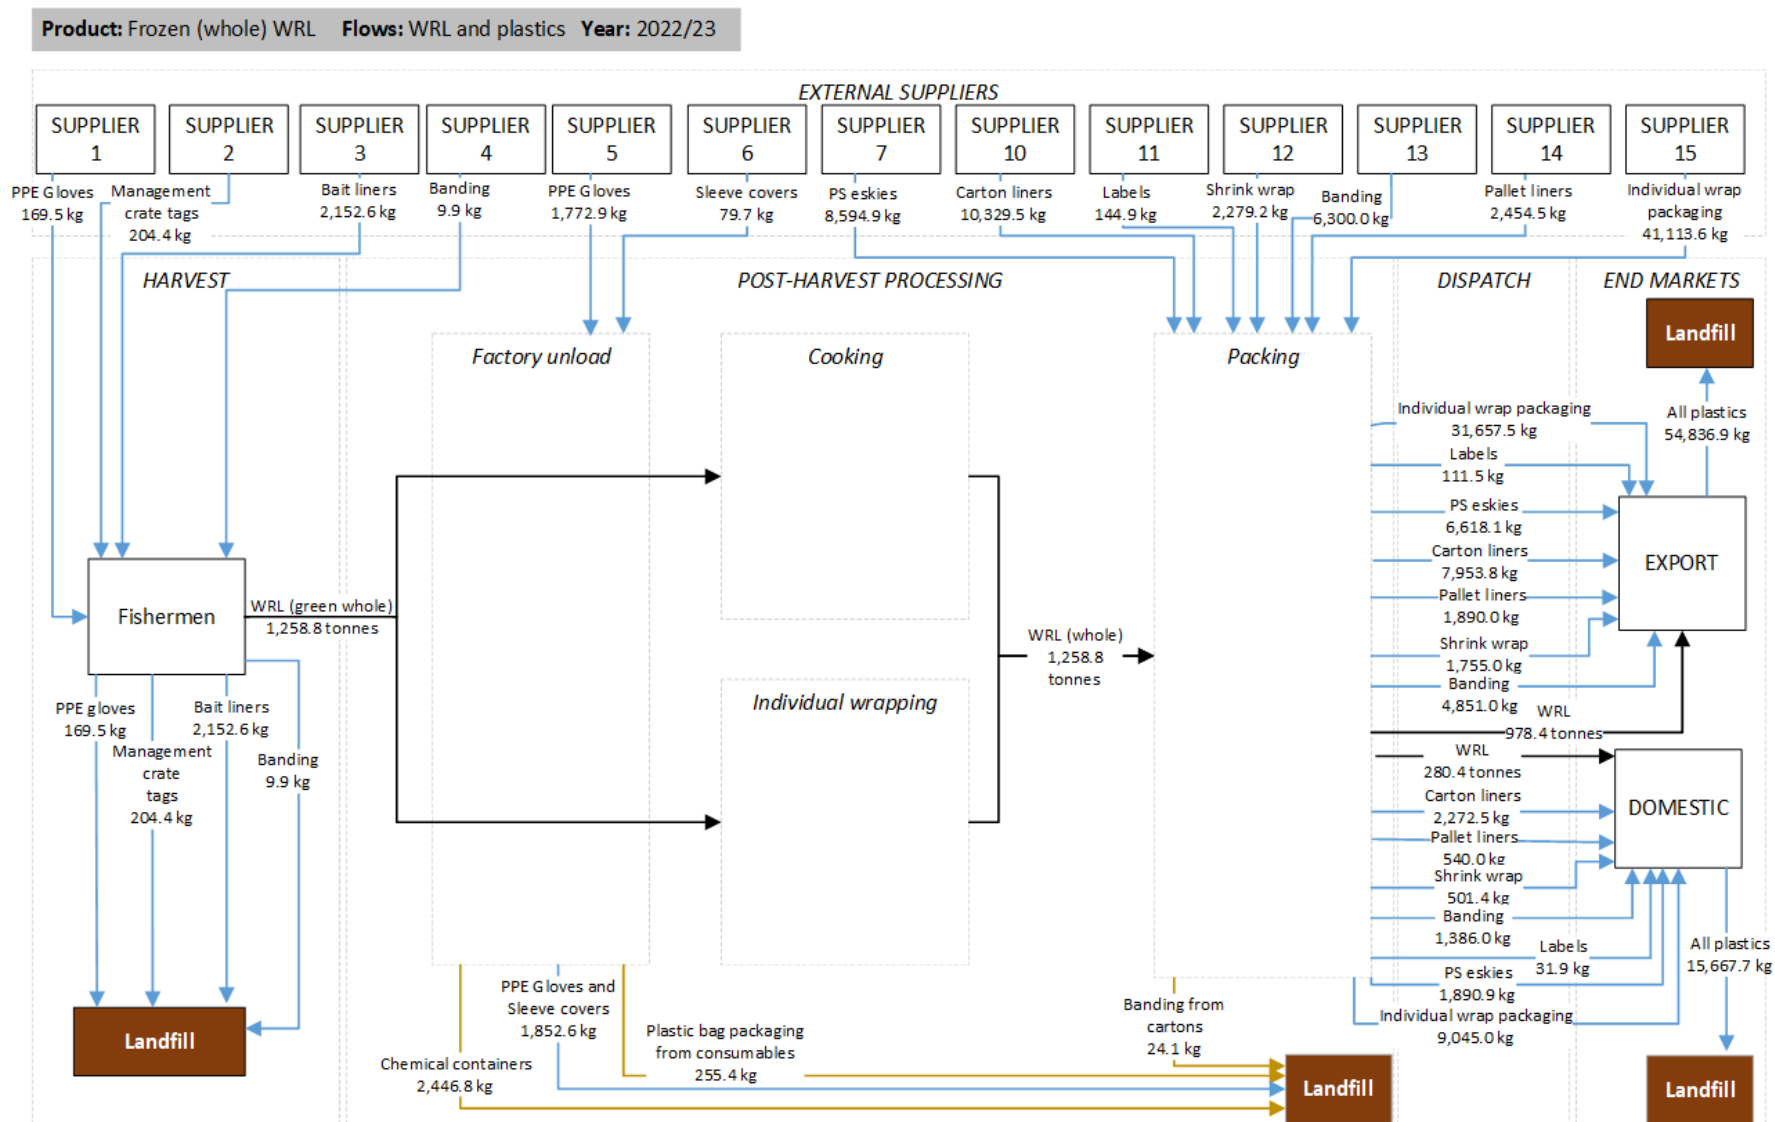 Product: Frozen (whole) WRL Flows: WRL and plastics Year: 2022/23
EXTERNAL SUPPLIERS
SUPPLIER
1
SUPPLIER
2
SUPPLIER
3
SUPPLIER
4
SUPPLIER
5
SUPPLIER
6
SUPPLIER
7
SUPPLIER
10
SUPPLIER
11
SUPPLIER
12
SUPPLIER
13
SUPPLIER
14
SUPPLIER
15
PPE Gloves
169.5 kg
Management
crate tags
204.4 kg
Bait liners
2,152.6 kg
Banding
9.9 kg
PPE Gloves
1,772.9 kg
Sleeve covers
79.7 kg
PS eskies
8,594.9 kg
Carton liners
10,329.5 kg
Labels
144.9 kg
Shrink wrap
2,279.2 kg
Banding
6,300.0 kg
Pallet liners
2,454.5 kg
Individual wrap
packaging
41,113.6 kg
HARVEST
POST-HARVEST PROCESSING
DISPATCH
END MARKETS
Landfill
Factory unload
Cooking
Packing
Individual wrap packaging
31,657.5 kg
All plastics
54,836.9 kg
Labels
111.5 kg
PS eskies
6,618.1 kg
Carton liners
7,953.8 kg
EXPORT
Pallet liners
1,890.0 kg
Shrink wrap
1,755.0 kg
Banding
4,851.0 kg
WRL
978.4 tonnes
Fishermen
WRL (green whole)
1,258.8 tonnes
WRL (whole)
1,258.8
tonnes
Individual wrapping
PPE gloves
169.5 kg
Management
crate
tags
204.4 kg
Bait liners
2,152.6 kg
Banding
9.9 kg
WRL
280.4 tonnes
Carton liners
2,272.5 kg
DOMESTIC
Pallet liners
540.0 kg
Shrink wrap
501.4 kg
Banding
1,386.0 kg
Labels
31.9 kg
PS eskies
1,890.9 kg
Individual wrap packaging
9,045.0 kg
All plastics
15,667.7 kg
Landfill
PPE Gloves and
Sleeve covers
1,852.6 kg
Plastic bag packaging
from consumables
255.4 kg
Chemical containers
2,446.8 kg
Banding from
cartons
24.1 kg
Landfill
Landfill